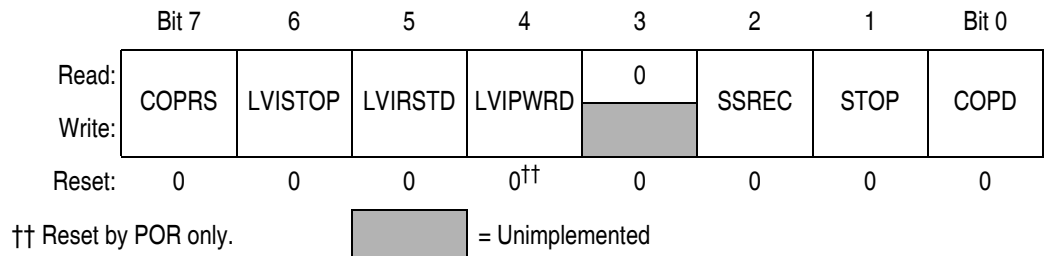 Bit 7 6 5 4 3 2 1 Bit 0
Read: 0
COPRS LVISTOP LVIRSTD LVIPWRD SSREC STOP COPD
Write:
Reset: 0 0 0 0†† 0 0 0 0
†† Reset by POR only. = Unimplemented